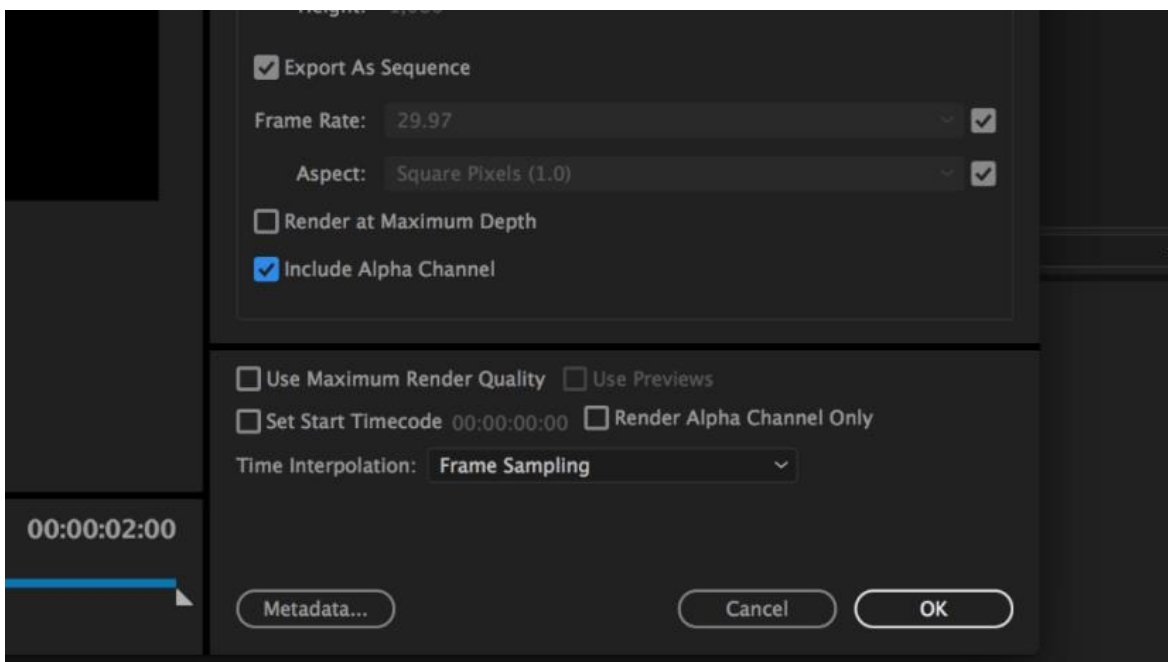 Height:
Export As Sequence
Frame Rate: 29.97
Aspect: Square Pixels (1.0)
Render at Maximum Depth
Include Alpha Channel
Use Maximum Render Quality Use Previews
Set Start Timecode 00:00:00:00 Render Alpha Channel Only
Time Interpolation: Frame Sampling
00:00:02:00
Metadata... Cancel OK